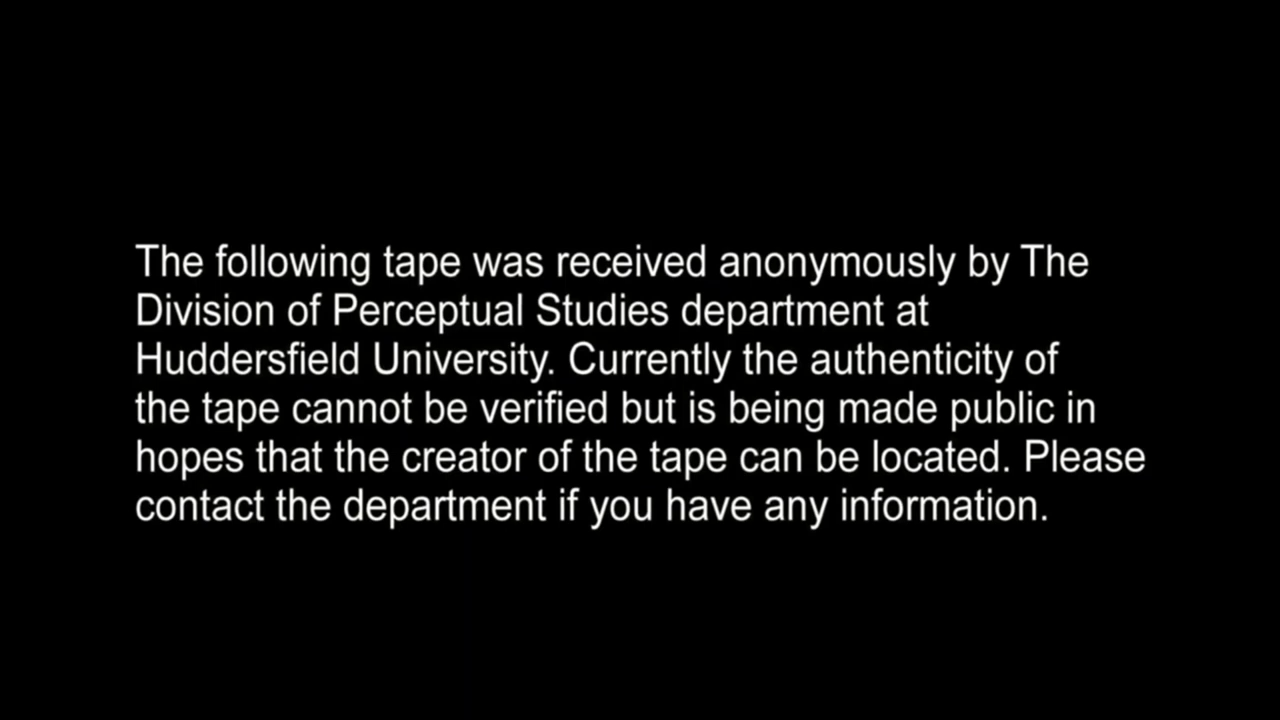 The following tape was received anonymously by The
Division of Perceptual Studies department at
Huddersfield University. Currently the authenticity of
the tape cannot be verified but is being made public in
hopes that the creator of the tape can be located. Please
contact the department if you have any information.